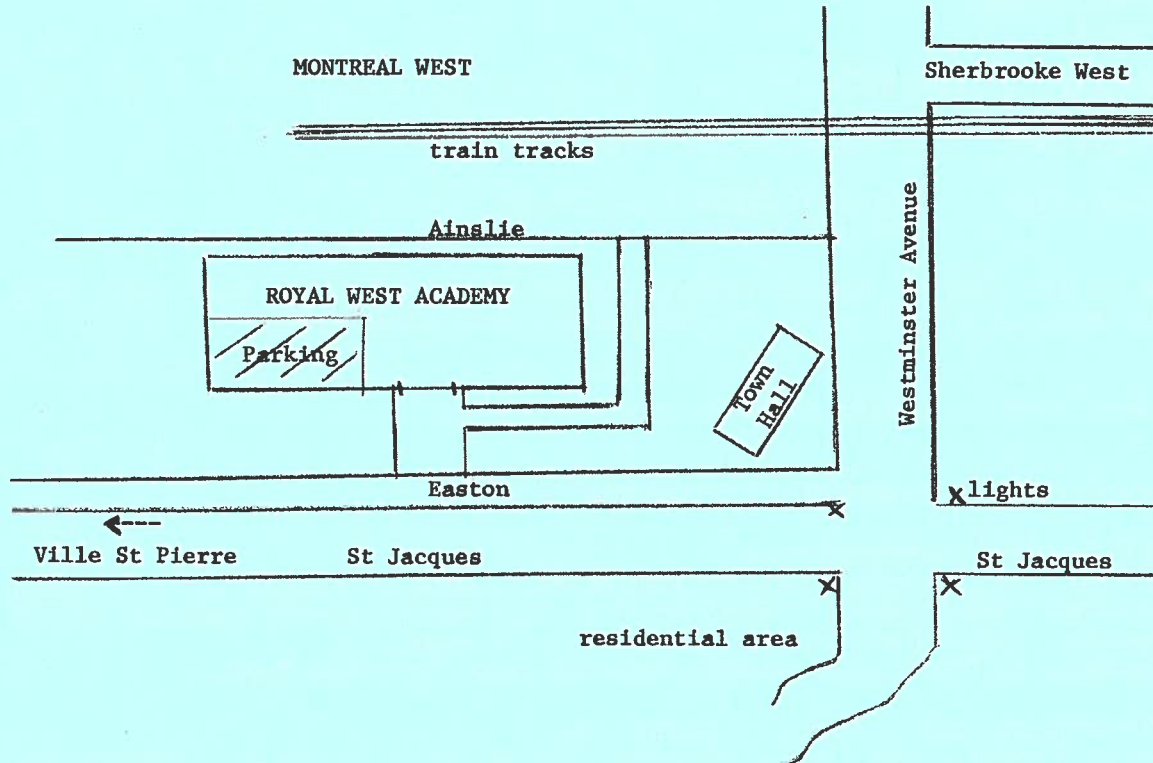 MONTREAL WEST
Sherbrooke West
train tracks
Westminster Avenue
Ainslie
ROYAL WEST ACADEMY
Parking
Town
Hall
Easton
x lights
Ville St Pierre
St Jacques
St Jacques
residential area